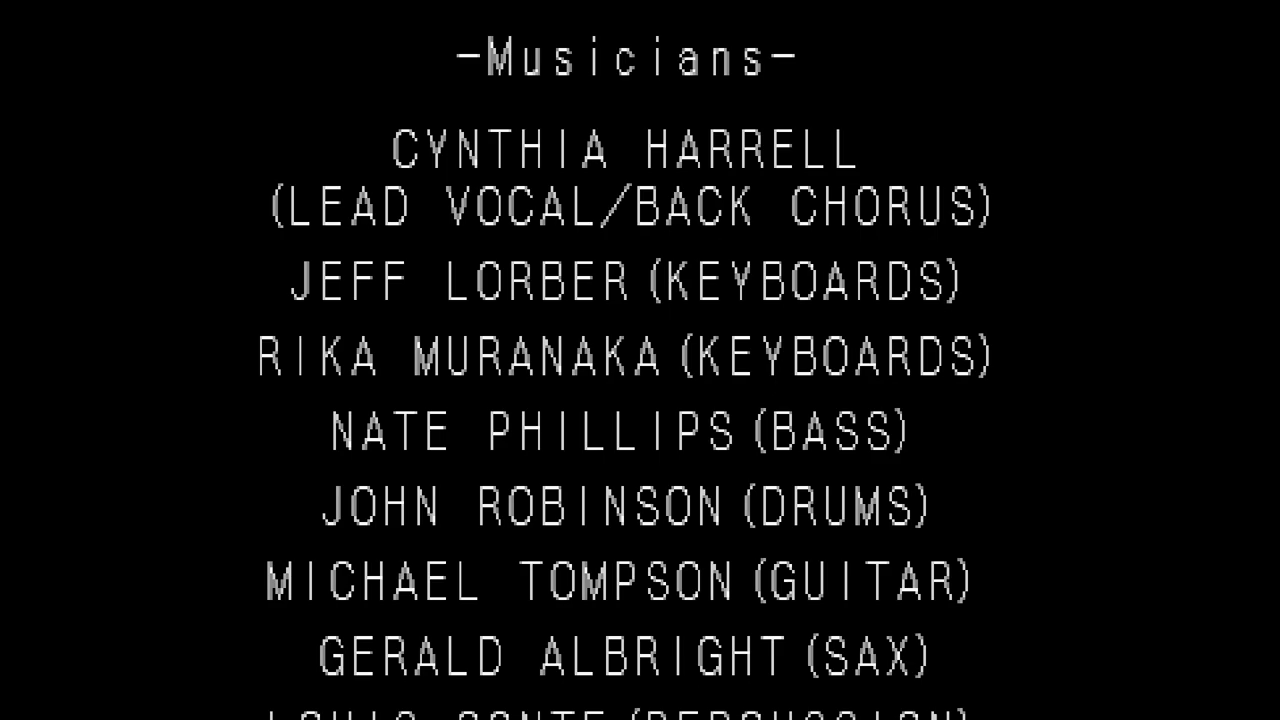 -Musicians-
CYNTHIA HARRELL
(LEAD VOCAL/BACK CHORUS)
JEFF LORBER(KEYBOARDS)
RIKA MURANAKA(KEYBOARDS)
NATE PHILLIPS(BASS)
JOHN ROBINSON(DRUMS)
MICHAEL TOMPSON(GUITAR)
GERALD ALBRIGHT(SAX)